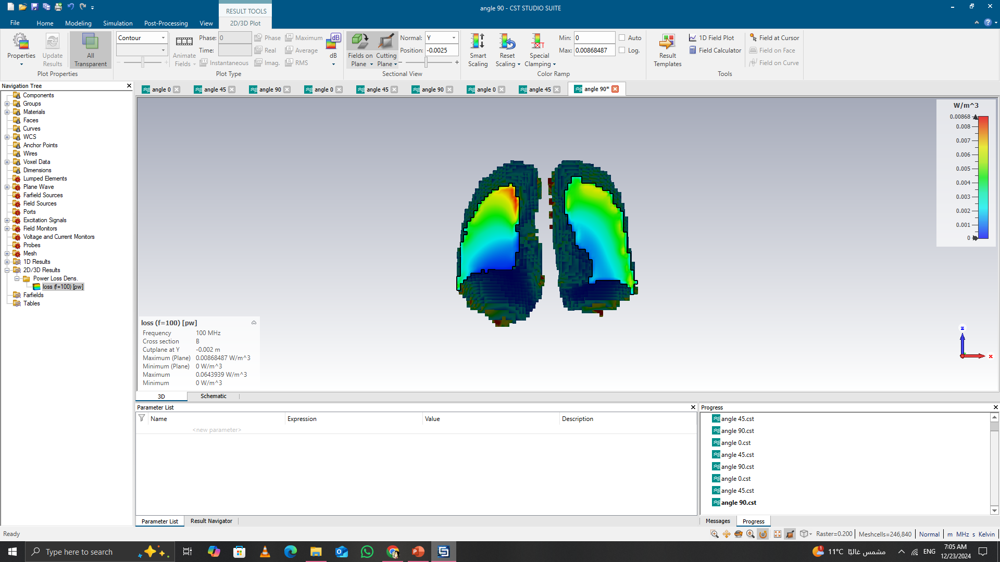 angle 90 - CST STUDIO SUITE
RESULT TOOLS
File Home Modeling Simulation Post-Processing View 2D/3D Plot
Properties
Update Results
All Transparent
Plot Properties
Contour
Animate Fields
Phase: 0
Time:
Instantaneous
Phase
Real
Imag.
Maximum
Average
RMS
dB
dB
Plot Type
Fields on Plane
Cutting Plane
Normal: Y
Position: -0.0025
Sectional View
Smart Scaling
Reset Scaling
Special Clamping
Min: 0
Max: 0.00868487
Auto
Log.
Color Ramp
Result Templates
1D Field Plot
Field Calculator
Field at Cursor
Field on Face
Field on Curve
Tools
Navigation Tree
Components
Groups
Materials
Faces
Curves
WCS
Anchor Points
Wires
Voxel Data
Dimensions
Lumped Elements
Plane Wave
Farfield Sources
Field Sources
Ports
Excitation Signals
Field Monitors
Voltage and Current Monitors
Probes
Mesh
1D Results
2D/3D Results
Power Loss Dens.
loss (f=100) [pw]
Farfields
Tables
angle 0 angle 45 angle 90 angle 0 angle 45 angle 90 angle 0 angle 45 angle 90*
W/m^3
0.00868
0.008
0.007
0.006
0.005
0.004
0.003
0.002
0.001
0
loss (f=100) [pw]
Frequency 100 MHz
Cross section B
Cutplane at Y -0.002 m
Maximum (Plane) 0.00868487 W/m^3
Minimum (Plane) 0 W/m^3
Maximum 0.0643939 W/m^3
Minimum 0 W/m^3
z
x
3D Schematic
Parameter List
Name Expression Value Description
<new parameter>
Parameter List Result Navigator
Progress
angle 45.cst
angle 90.cst
angle 0.cst
angle 45.cst
angle 90.cst
angle 0.cst
angle 45.cst
angle 90.cst
Messages Progress
Ready
Raster=0.200 Meshcells=246,840 Normal m MHz s Kelvin
Type here to search
1
11°C مشمس غالبًا
ENG
7:05 AM
12/23/2024